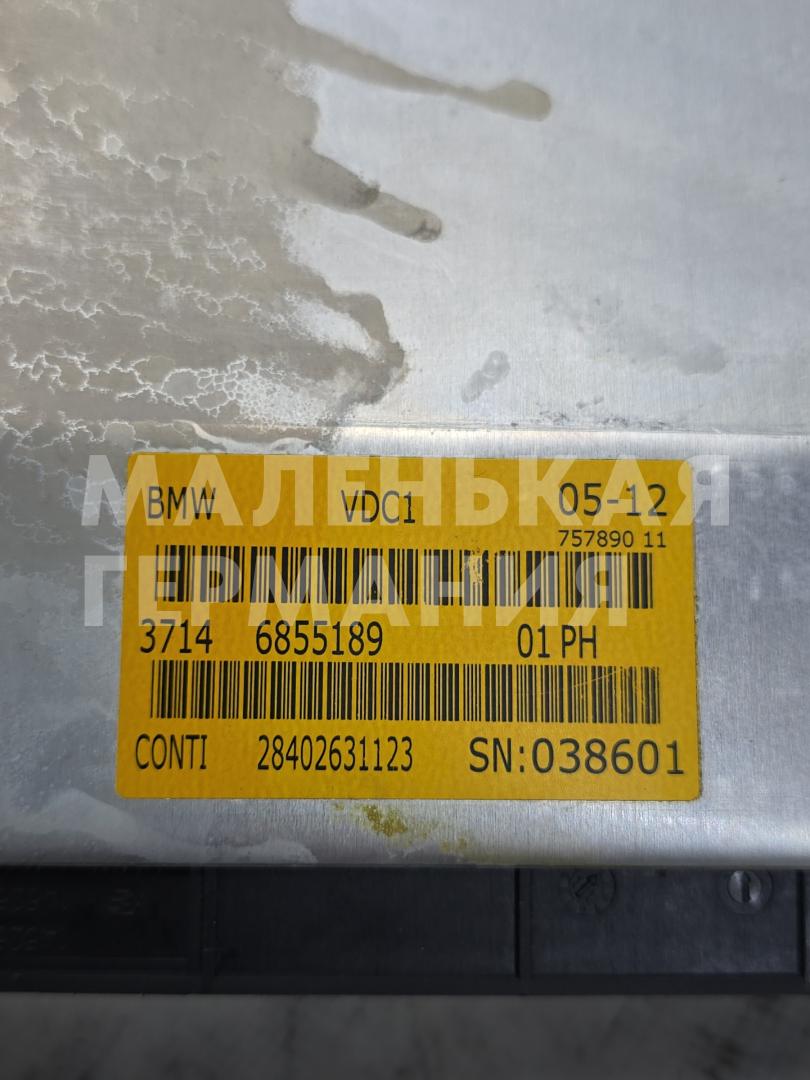 BMW VDC1 05-12
757890 11
МАЛЕНЬКАЯ
ГЕРМАНИЯ
3714 6855189 01 PH
CONTI 28402631123 SN:038601